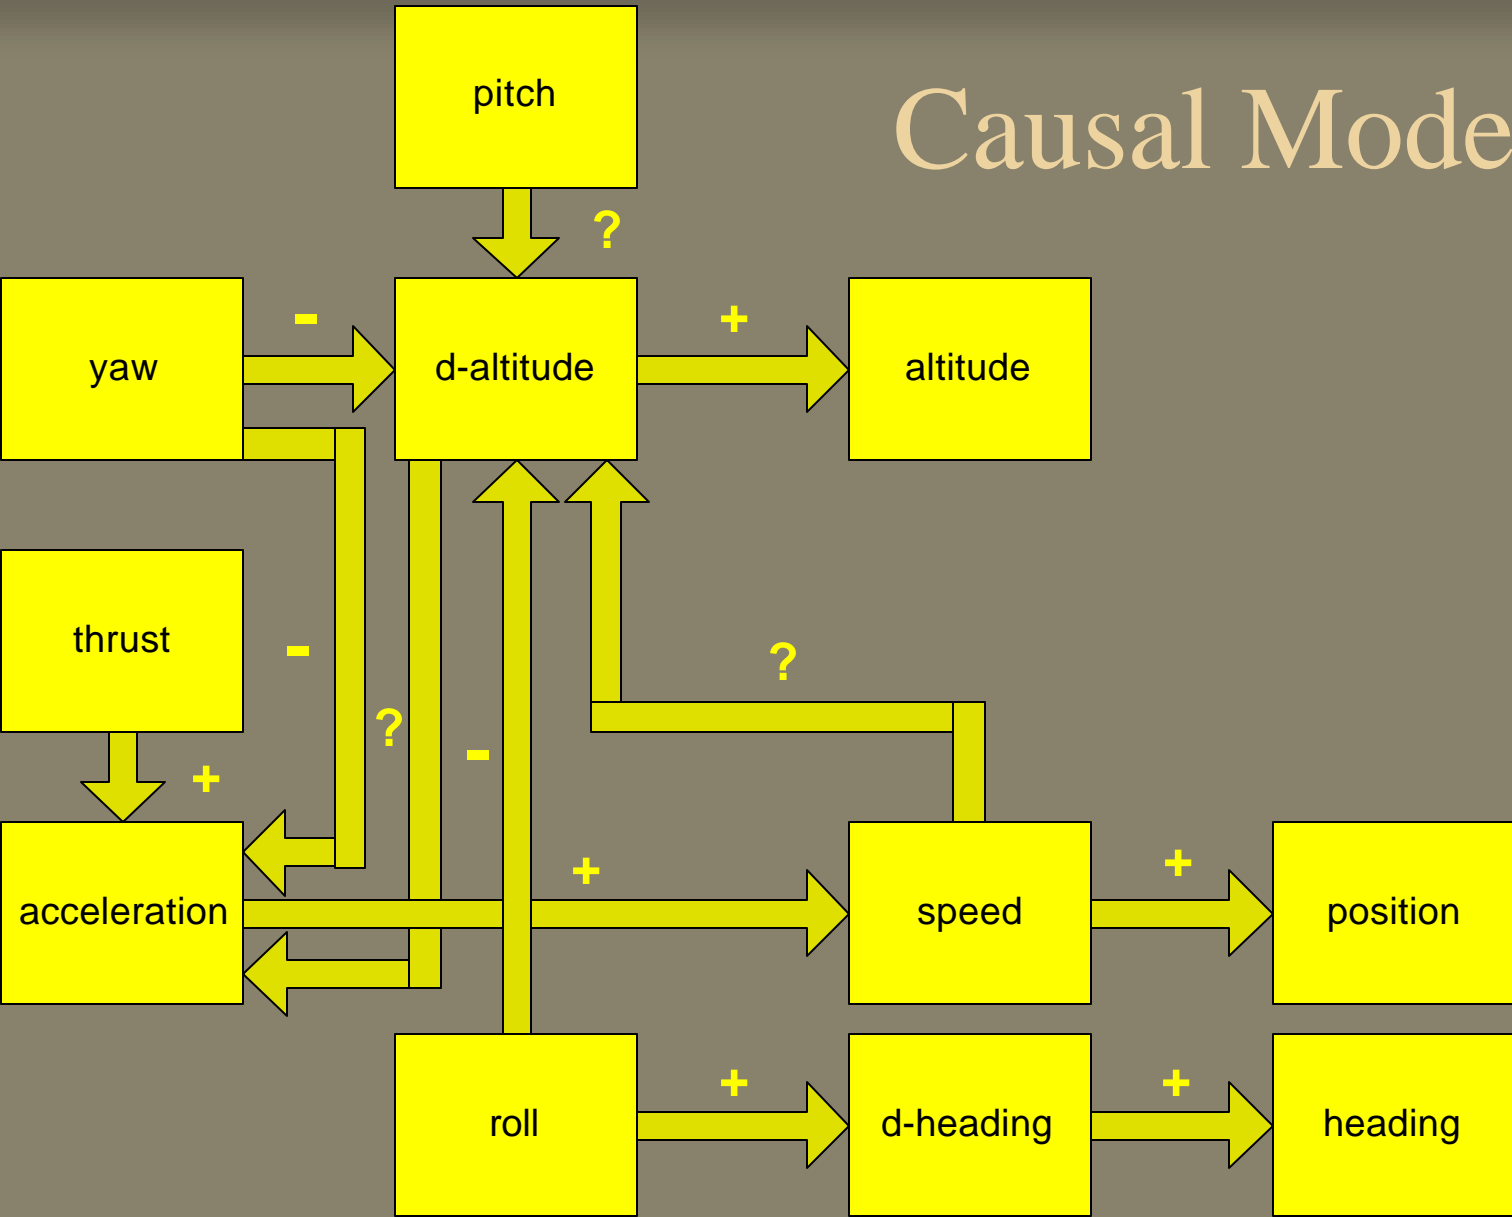 pitch
Causal Mode
?
-
+
yaw
d-altitude
altitude
thrust
-
?
?
-
+
+
+
acceleration
speed
position
+
+
roll
d-heading
heading